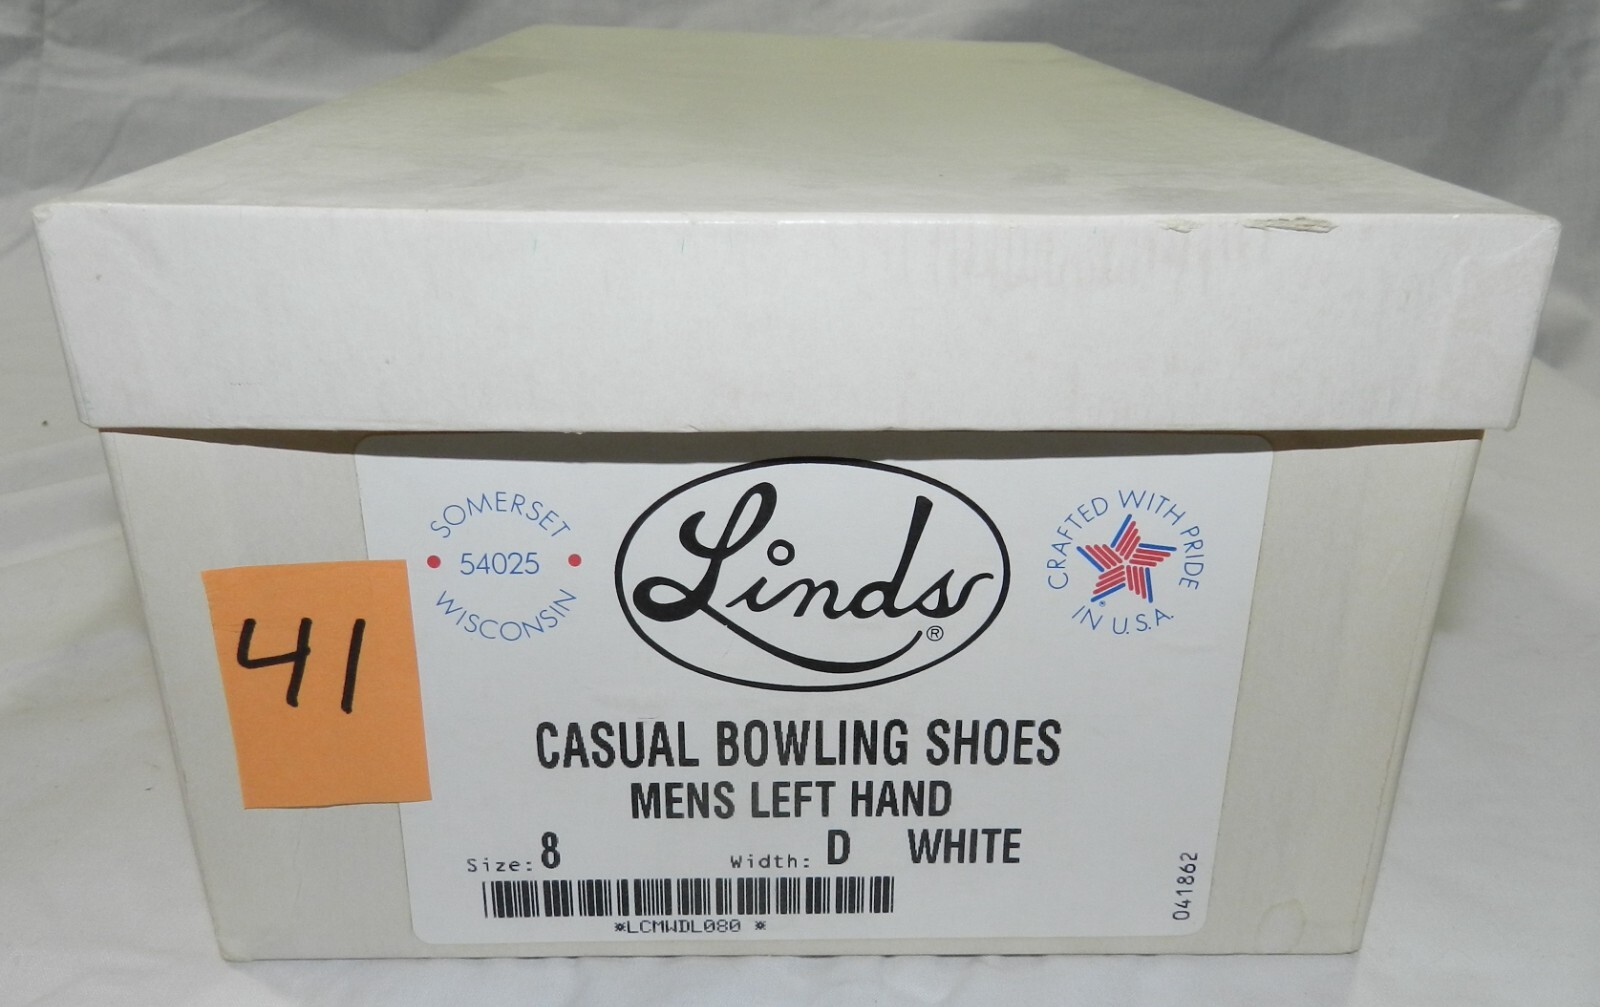 SOMERSET
54025
WISCONSIN
Linds®
CRAFTED WITH PRIDE
IN U.S.A.
®
41
CASUAL BOWLING SHOES
MENS LEFT HAND
Size: 8 Width: D WHITE
*LCMWDL080 *
041862